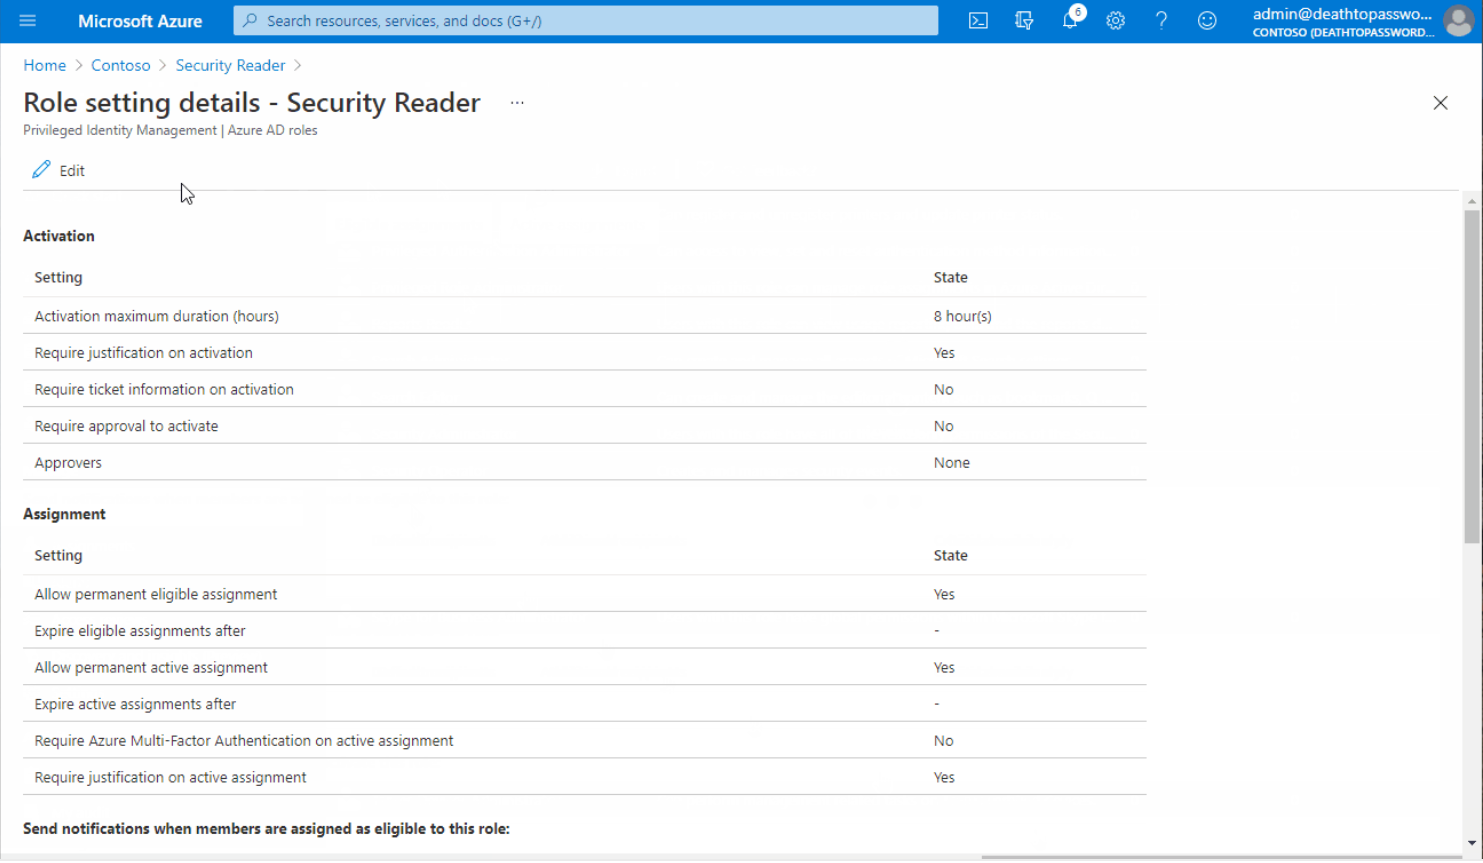 Microsoft Azure
Search resources, services, and docs (G+/)
6
admin@deathtopasswo...
CONTOSO (DEATHTOPASSWORD...
Home > Contoso > Security Reader >
Role setting details - Security Reader ...
Privileged Identity Management | Azure AD roles
Edit
Activation
Setting State
Activation maximum duration (hours) 8 hour(s)
Require justification on activation Yes
Require ticket information on activation No
Require approval to activate No
Approvers None
Assignment
Setting State
Allow permanent eligible assignment Yes
Expire eligible assignments after -
Allow permanent active assignment Yes
Expire active assignments after -
Require Azure Multi-Factor Authentication on active assignment No
Require justification on active assignment Yes
Send notifications when members are assigned as eligible to this role: